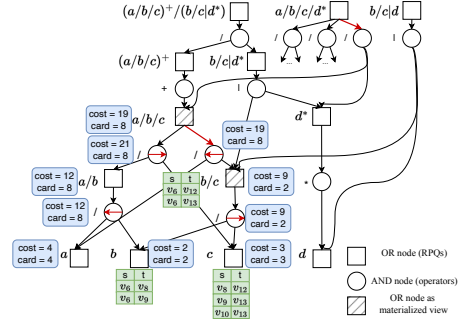 (a/b/c)⁺/(b/c|d*)
a/b/c/d*
b/c|d
/
/
/
/
|
(a/b/c)⁺
b/c|d*
... ...
+
|
d*
cost = 19
card = 8
a/b/c
cost = 21
card = 8
cost = 19
card = 8
/
/
cost = 12
card = 8
a/b
s t
v₆ v₁₂
v₆ v₁₃
b/c
cost = 9
card = 2
*
cost = 12
card = 8
/
/
cost = 9
card = 2
cost = 4
card = 4
a
b
cost = 2
card = 2
c
cost = 3
card = 3
d
s t
v₆ v₈
v₆ v₉
s t
v₈ v₁₂
v₉ v₁₃
v₁₀ v₁₃
OR node (RPQs)
AND node (operators)
OR node as
materialized view